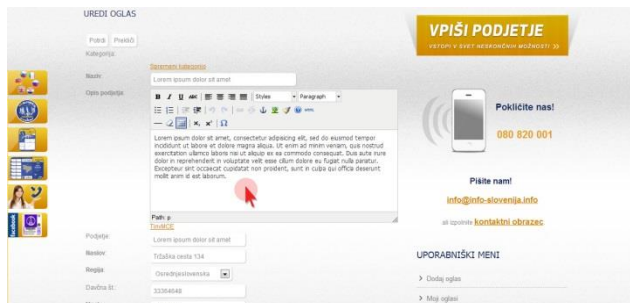 UREDI OGLAS
Potrdi Prekliči
Kategorija:
Spremeni kategorijo
Naslov
Lorem ipsum dolor sit amet
Opis podjetja
B I U ABC Styles Paragraph
HTML
Lorem ipsum dolor sit amet, consectetur adipisicing elit, sed do eiusmod tempor
incididunt ut labore et dolore magna aliqua. Ut enim ad minim veniam, quis nostrud
exercitation ullamco laboris nisi ut aliquip ex ea commodo consequat. Duis aute irure
dolor in reprehenderit in voluptate velit esse cillum dolore eu fugiat nulla pariatur.
Excepteur sint occaecat cupidatat non proident, sunt in culpa qui officia deserunt
mollit anim id est laborum.
Path: p
TinyMCE
Podjetje:
Lorem ipsum dolor sit amet
Naslov:
Tržaška cesta 134
Regija:
Osrednjeslovenska
Davčna št.:
33364648
VPIŠI PODJETJE
VSTOPI V SVET NESKONČNIH MOŽNOSTI
Pokličite nas!
080 820 001
Pišite nam!
info@info-slovenija.info
ali izpolnite kontaktni obrazec
UPORABNIŠKI MENI
Dodaj oglas
Moji oglasi
facebook